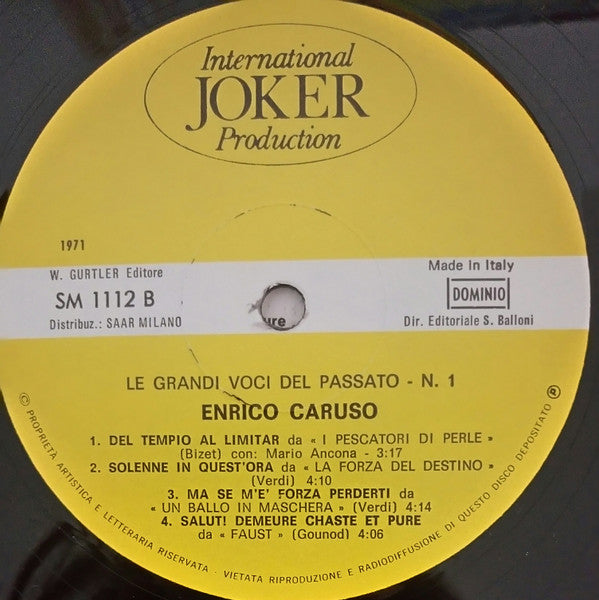 International
JOKER
Production
1971
W. GURTLER Editore
SM 1112 B
Distribuz.: SAAR MILANO
Made in Italy
DOMINIO
Dir. Editoriale S. Balloni
ure
LE GRANDI VOCI DEL PASSATO - N. 1
ENRICO CARUSO
1. DEL TEMPIO AL LIMITAR da « I PESCATORI DI PERLE »
(Bizet) con: Mario Ancona - 3:17
2. SOLENNE IN QUEST'ORA da « LA FORZA DEL DESTINO »
(Verdi) 4:10
3. MA SE M'E' FORZA PERDERTI da
« UN BALLO IN MASCHERA » (Verdi) 4:14
4. SALUT! DEMEURE CHASTE ET PURE
da « FAUST » (Gounod) 4:06
© PROPRIETA ARTISTICA E LETTERARIA RISERVATA - VIETATA RIPRODUZIONE E RADIODIFFUSIONE DI QUESTO DISCO DEPOSITATO ℗